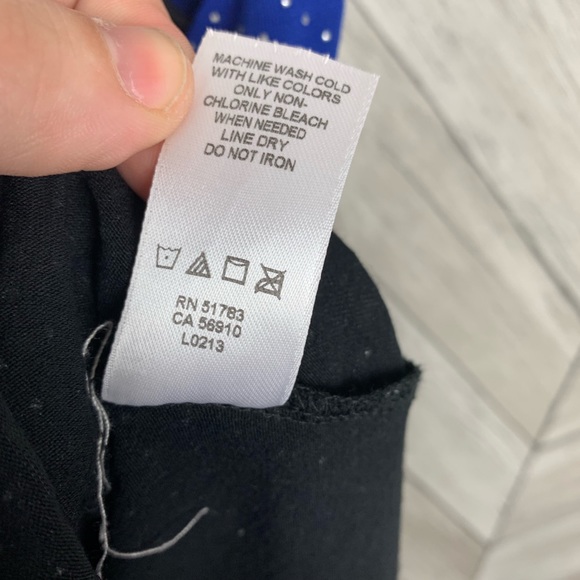 MACHINE WASH COLD
WITH LIKE COLORS
ONLY NON-
CHLORINE BLEACH
WHEN NEEDED
LINE DRY
DO NOT IRON
RN 51783
CA 56910
L0213